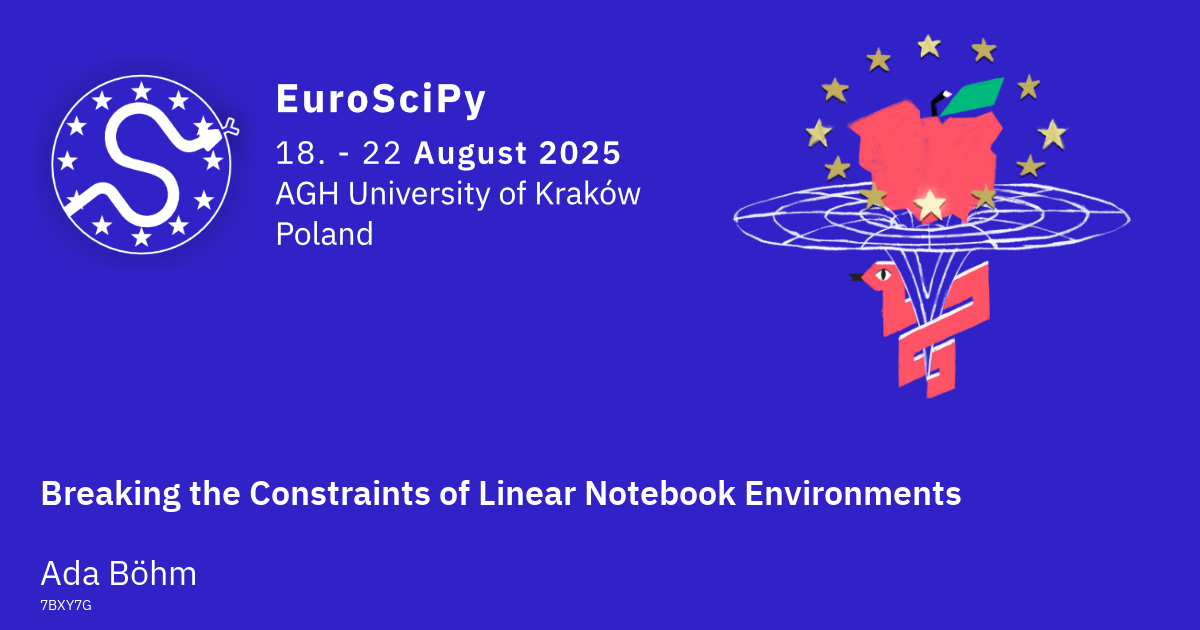 EuroSciPy
18. - 22 August 2025
AGH University of Kraków
Poland
Breaking the Constraints of Linear Notebook Environments
Ada Böhm
7BXY7G